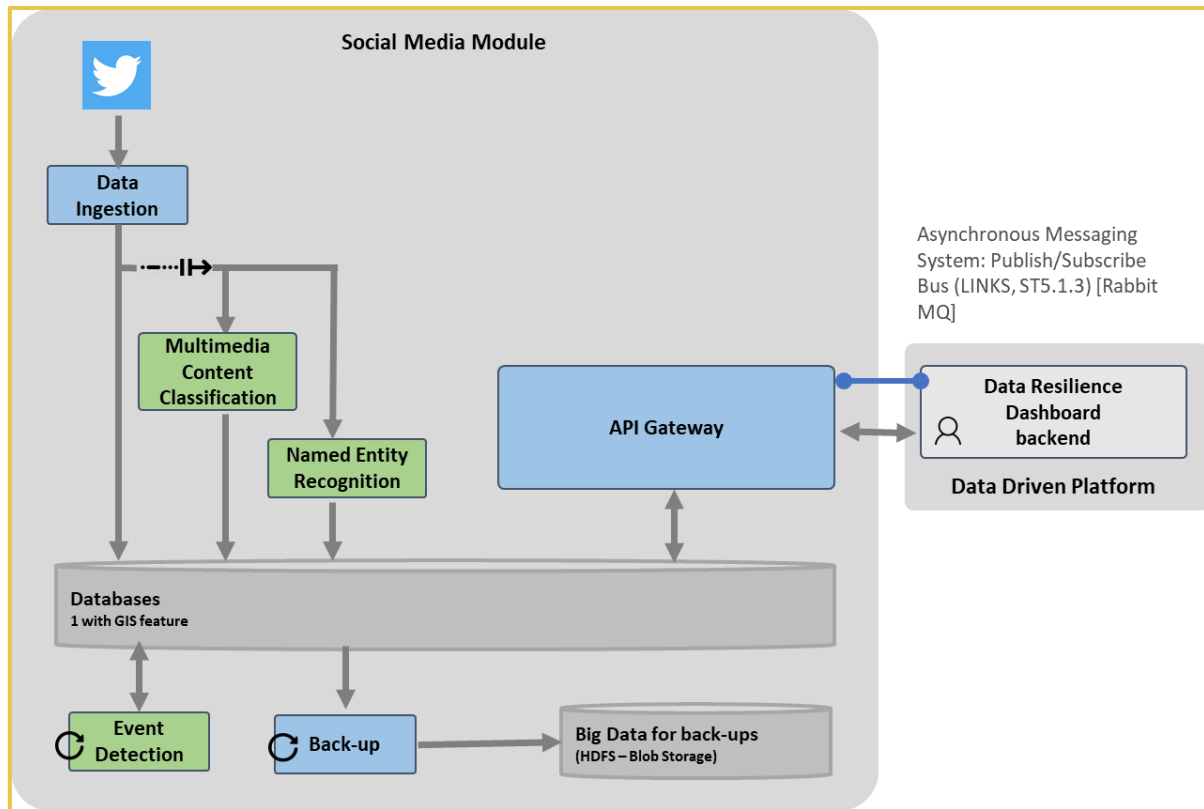 Social Media Module
Data
Ingestion
Multimedia
Content
Classification
Named Entity
Recognition
API Gateway
Asynchronous Messaging
System: Publish/Subscribe
Bus (LINKS, ST5.1.3) [Rabbit
MQ]
Data Resilience
Dashboard
backend
Data Driven Platform
Databases
1 with GIS feature
Event
Detection
Back-up
Big Data for back-ups
(HDFS – Blob Storage)